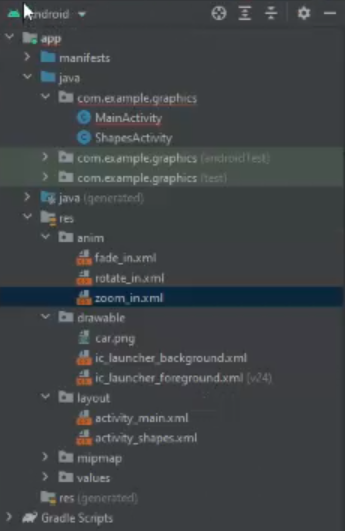 Android
app
manifests
java
com.example.graphics
MainActivity
ShapesActivity
com.example.graphics (androidTest)
com.example.graphics (test)
java (generated)
res
anim
fade_in.xml
rotate_in.xml
zoom_in.xml
drawable
car.png
ic_launcher_background.xml
ic_launcher_foreground.xml (v24)
layout
activity_main.xml
activity_shapes.xml
mipmap
values
res (generated)
Gradle Scripts